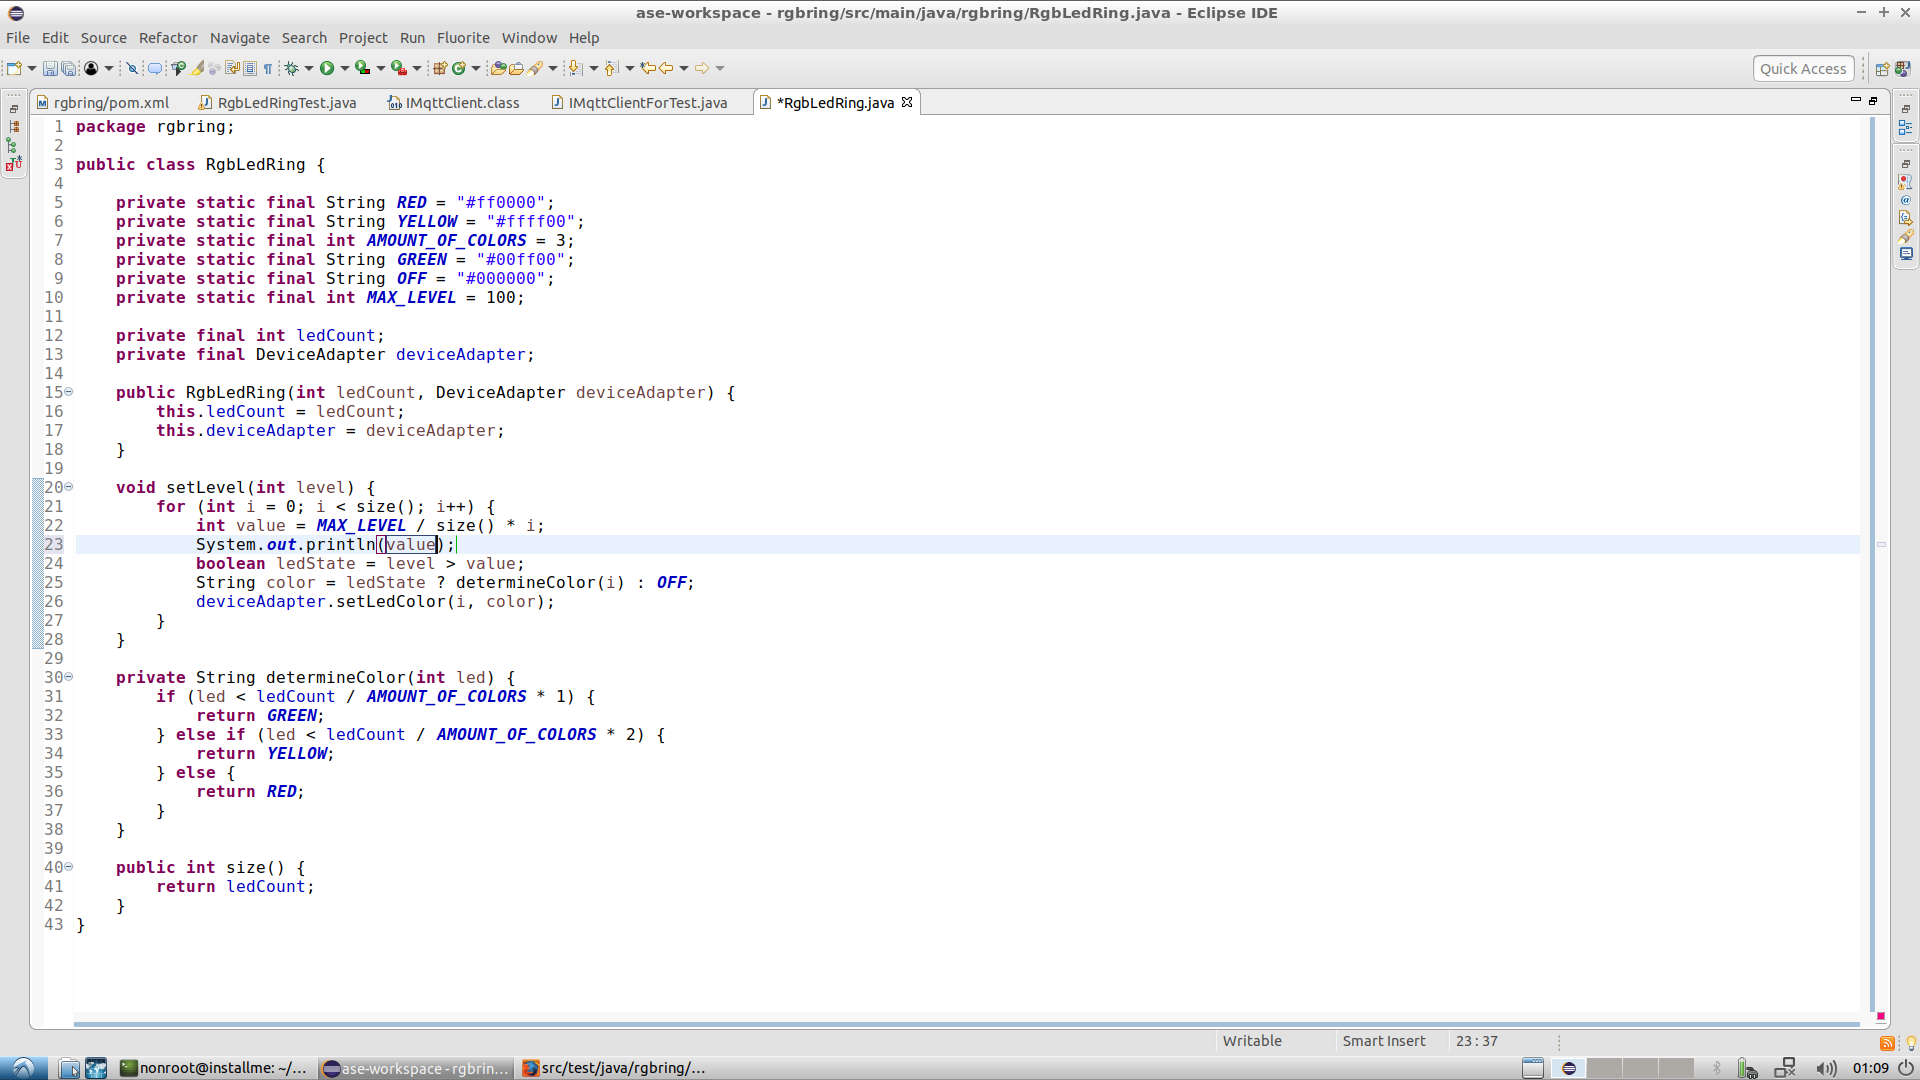 ase-workspace - rgbring/src/main/java/rgbring/RgbLedRing.java - Eclipse IDE
File Edit Source Refactor Navigate Search Project Run Fluorite Window Help
Quick Access
rgbring/pom.xml RgbLedRingTest.java IMqttClient.class IMqttClientForTest.java *RgbLedRing.java
1 package rgbring;
2
3 public class RgbLedRing {
4
5 private static final String RED = "#ff0000";
6 private static final String YELLOW = "#ffff00";
7 private static final int AMOUNT_OF_COLORS = 3;
8 private static final String GREEN = "#00ff00";
9 private static final String OFF = "#000000";
10 private static final int MAX_LEVEL = 100;
11
12 private final int ledCount;
13 private final DeviceAdapter deviceAdapter;
14
15 public RgbLedRing(int ledCount, DeviceAdapter deviceAdapter) {
16 this.ledCount = ledCount;
17 this.deviceAdapter = deviceAdapter;
18 }
19
20 void setLevel(int level) {
21 for (int i = 0; i < size(); i++) {
22 int value = MAX_LEVEL / size() * i;
23 System.out.println(value);
24 boolean ledState = level > value;
25 String color = ledState ? determineColor(i) : OFF;
26 deviceAdapter.setLedColor(i, color);
27 }
28 }
29
30 private String determineColor(int led) {
31 if (led < ledCount / AMOUNT_OF_COLORS * 1) {
32 return GREEN;
33 } else if (led < ledCount / AMOUNT_OF_COLORS * 2) {
34 return YELLOW;
35 } else {
36 return RED;
37 }
38 }
39
40 public int size() {
41 return ledCount;
42 }
43 }
Writable Smart Insert 23 : 37
nonroot@installme: ~/... ase-workspace - rgbrin... src/test/java/rgbring/... 01:09